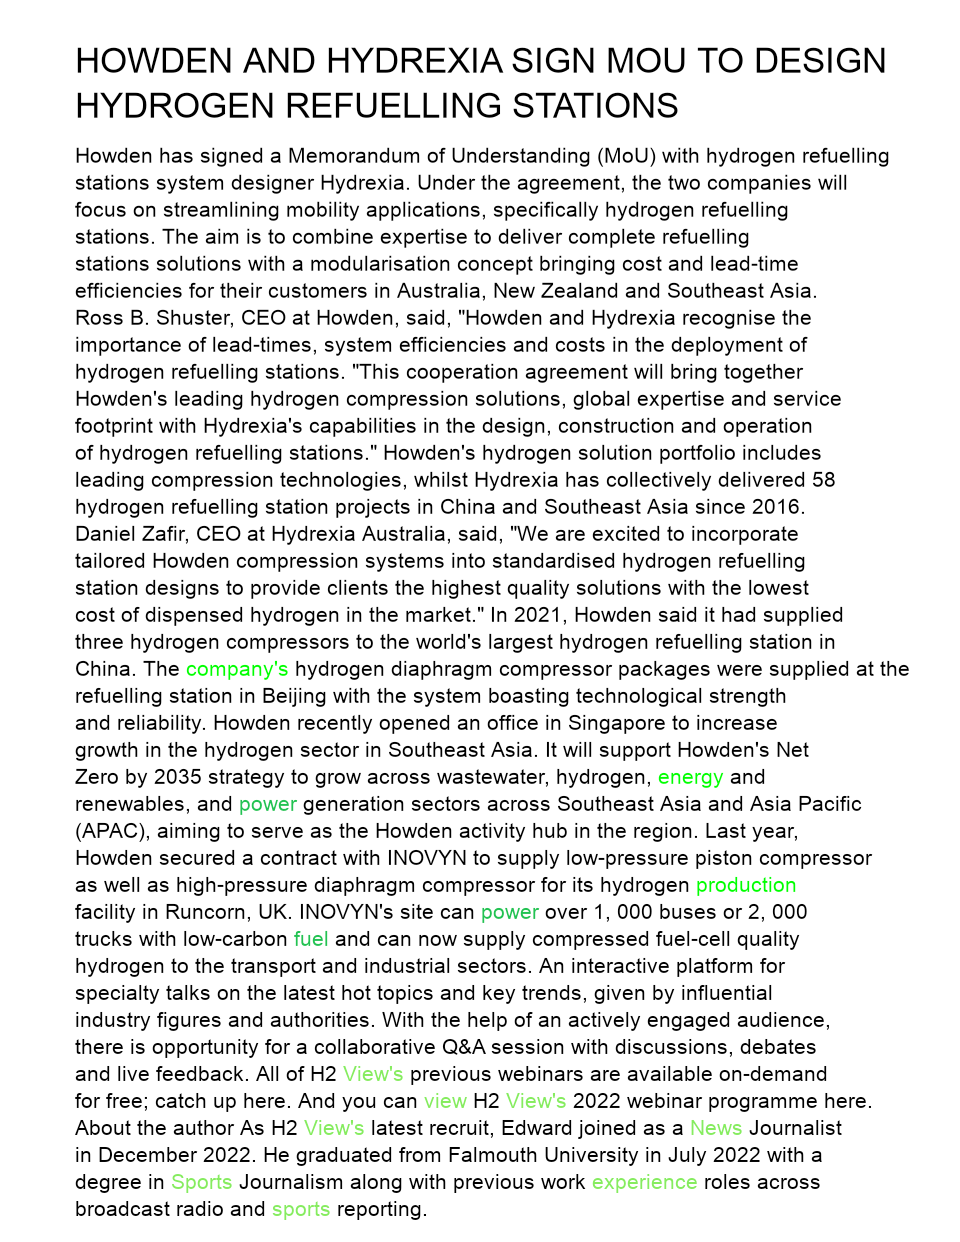 HOWDEN AND HYDREXIA SIGN MOU TO DESIGN
HYDROGEN REFUELLING STATIONS
Howden has signed a Memorandum of Understanding (MoU) with hydrogen refuelling
stations system designer Hydrexia. Under the agreement, the two companies will
focus on streamlining mobility applications, specifically hydrogen refuelling
stations. The aim is to combine expertise to deliver complete refuelling
stations solutions with a modularisation concept bringing cost and lead-time
efficiencies for their customers in Australia, New Zealand and Southeast Asia.
Ross B. Shuster, CEO at Howden, said, "Howden and Hydrexia recognise the
importance of lead-times, system efficiencies and costs in the deployment of
hydrogen refuelling stations. "This cooperation agreement will bring together
Howden's leading hydrogen compression solutions, global expertise and service
footprint with Hydrexia's capabilities in the design, construction and operation
of hydrogen refuelling stations." Howden's hydrogen solution portfolio includes
leading compression technologies, whilst Hydrexia has collectively delivered 58
hydrogen refuelling station projects in China and Southeast Asia since 2016.
Daniel Zafir, CEO at Hydrexia Australia, said, "We are excited to incorporate
tailored Howden compression systems into standardised hydrogen refuelling
station designs to provide clients the highest quality solutions with the lowest
cost of dispensed hydrogen in the market." In 2021, Howden said it had supplied
three hydrogen compressors to the world's largest hydrogen refuelling station in
China. The company's hydrogen diaphragm compressor packages were supplied at the
refuelling station in Beijing with the system boasting technological strength
and reliability. Howden recently opened an office in Singapore to increase
growth in the hydrogen sector in Southeast Asia. It will support Howden's Net
Zero by 2035 strategy to grow across wastewater, hydrogen, energy and
renewables, and power generation sectors across Southeast Asia and Asia Pacific
(APAC), aiming to serve as the Howden activity hub in the region. Last year,
Howden secured a contract with INOVYN to supply low-pressure piston compressor
as well as high-pressure diaphragm compressor for its hydrogen production
facility in Runcorn, UK. INOVYN's site can power over 1, 000 buses or 2, 000
trucks with low-carbon fuel and can now supply compressed fuel-cell quality
hydrogen to the transport and industrial sectors. An interactive platform for
specialty talks on the latest hot topics and key trends, given by influential
industry figures and authorities. With the help of an actively engaged audience,
there is opportunity for a collaborative Q&A session with discussions, debates
and live feedback. All of H2 View's previous webinars are available on-demand
for free; catch up here. And you can view H2 View's 2022 webinar programme here.
About the author As H2 View's latest recruit, Edward joined as a News Journalist
in December 2022. He graduated from Falmouth University in July 2022 with a
degree in Sports Journalism along with previous work experience roles across
broadcast radio and sports reporting.